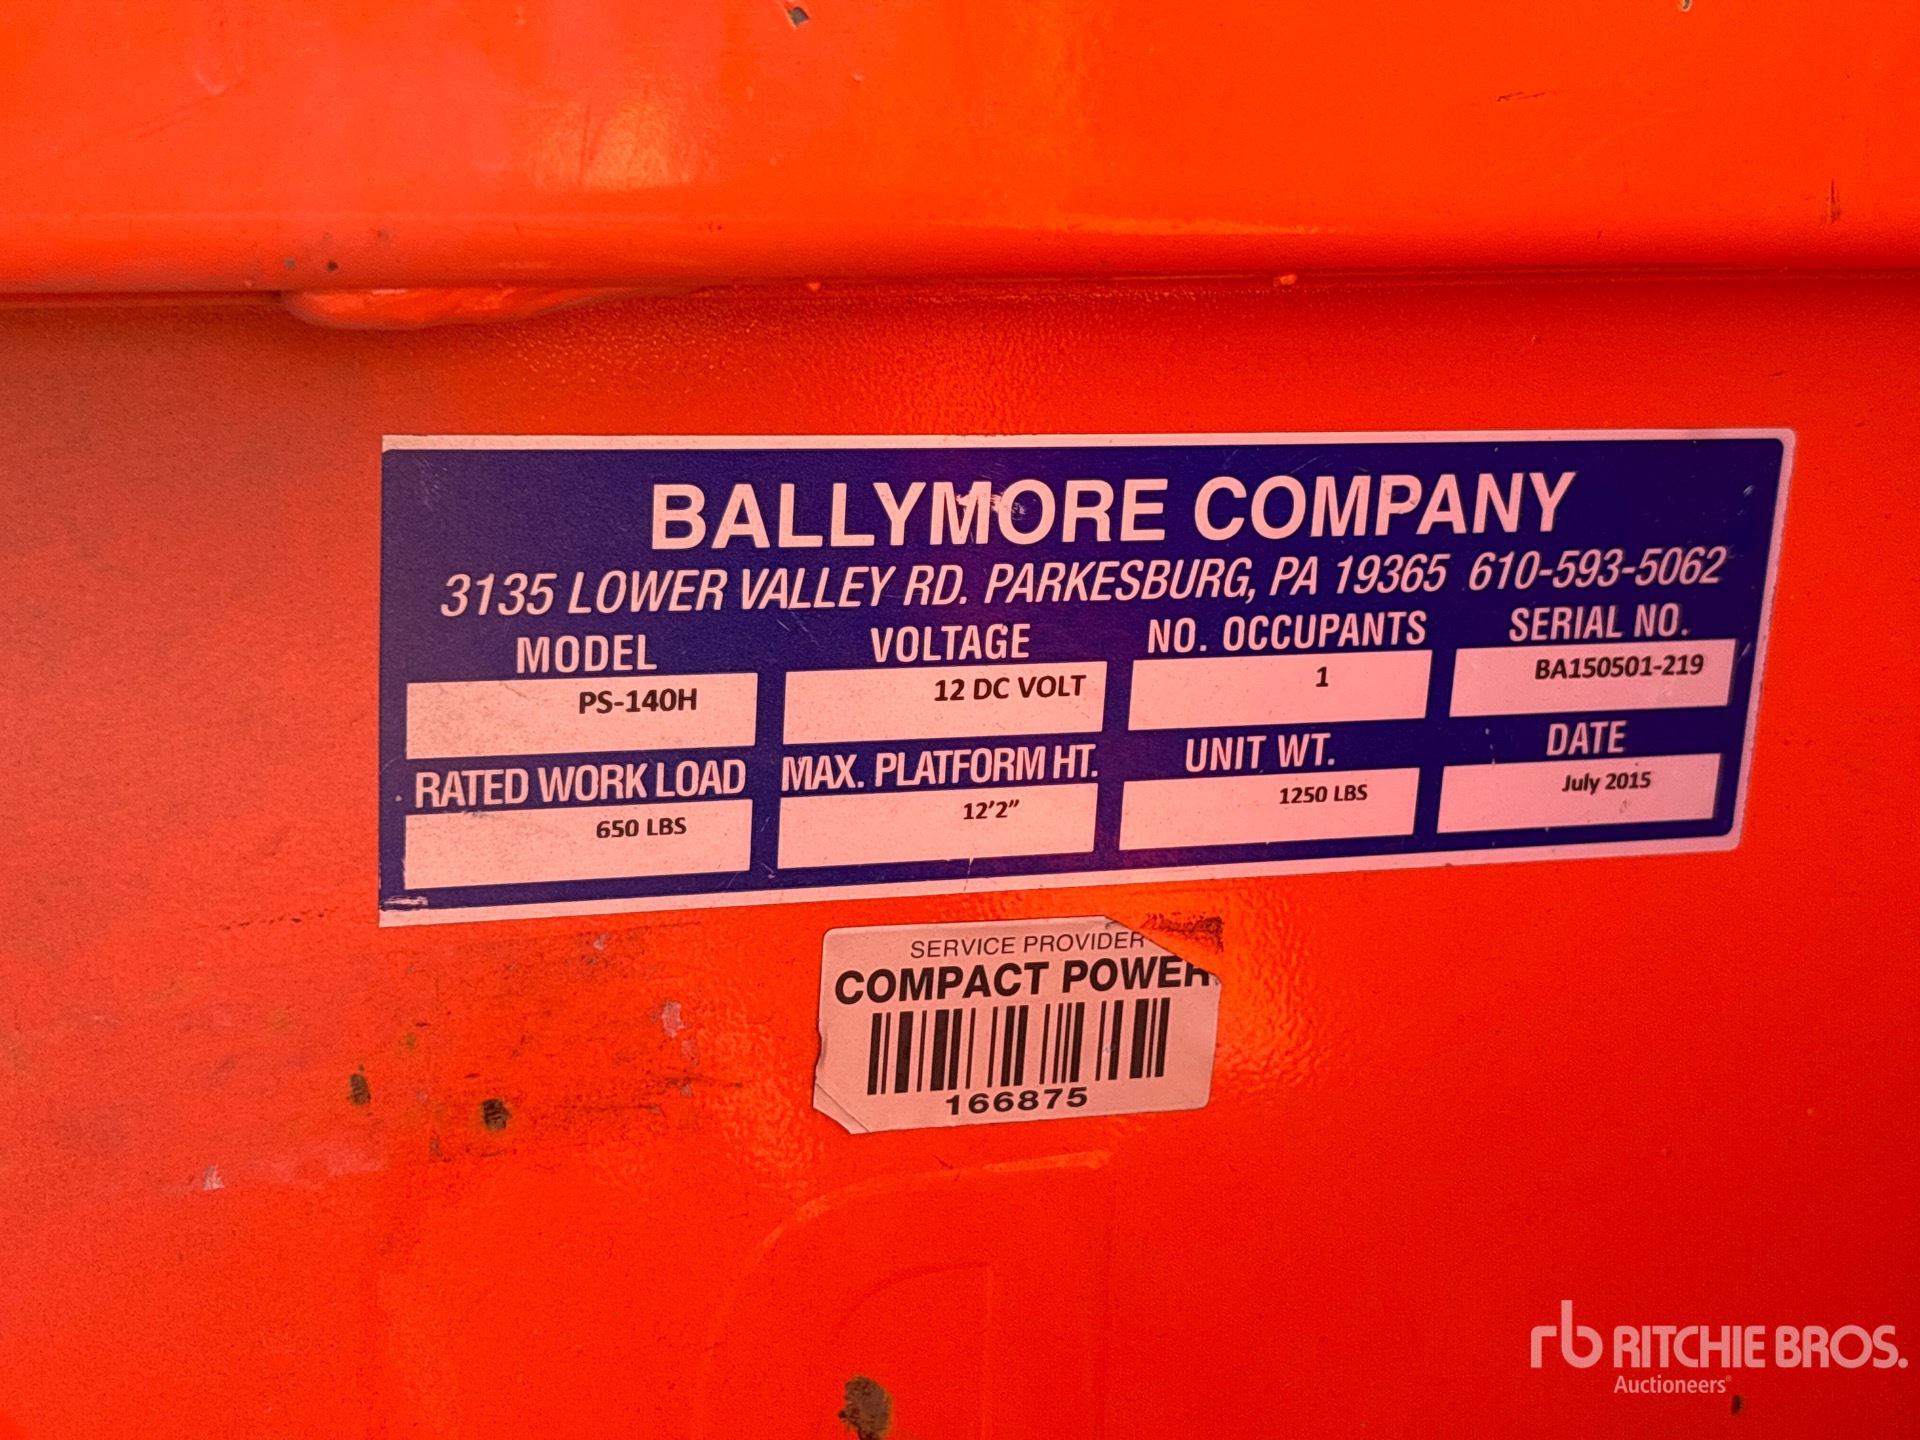 BALLYMORE COMPANY
3135 LOWER VALLEY RD. PARKESBURG, PA 19365 610-593-5062
MODEL VOLTAGE NO. OCCUPANTS SERIAL NO.
PS-140H 12 DC VOLT 1 BA150501-219
RATED WORK LOAD MAX. PLATFORM HT. UNIT WT. DATE
650 LBS 12'2" 1250 LBS July 2015
SERVICE PROVIDER
COMPACT POWER
166875
rb RITCHIE BROS.
Auctioneers